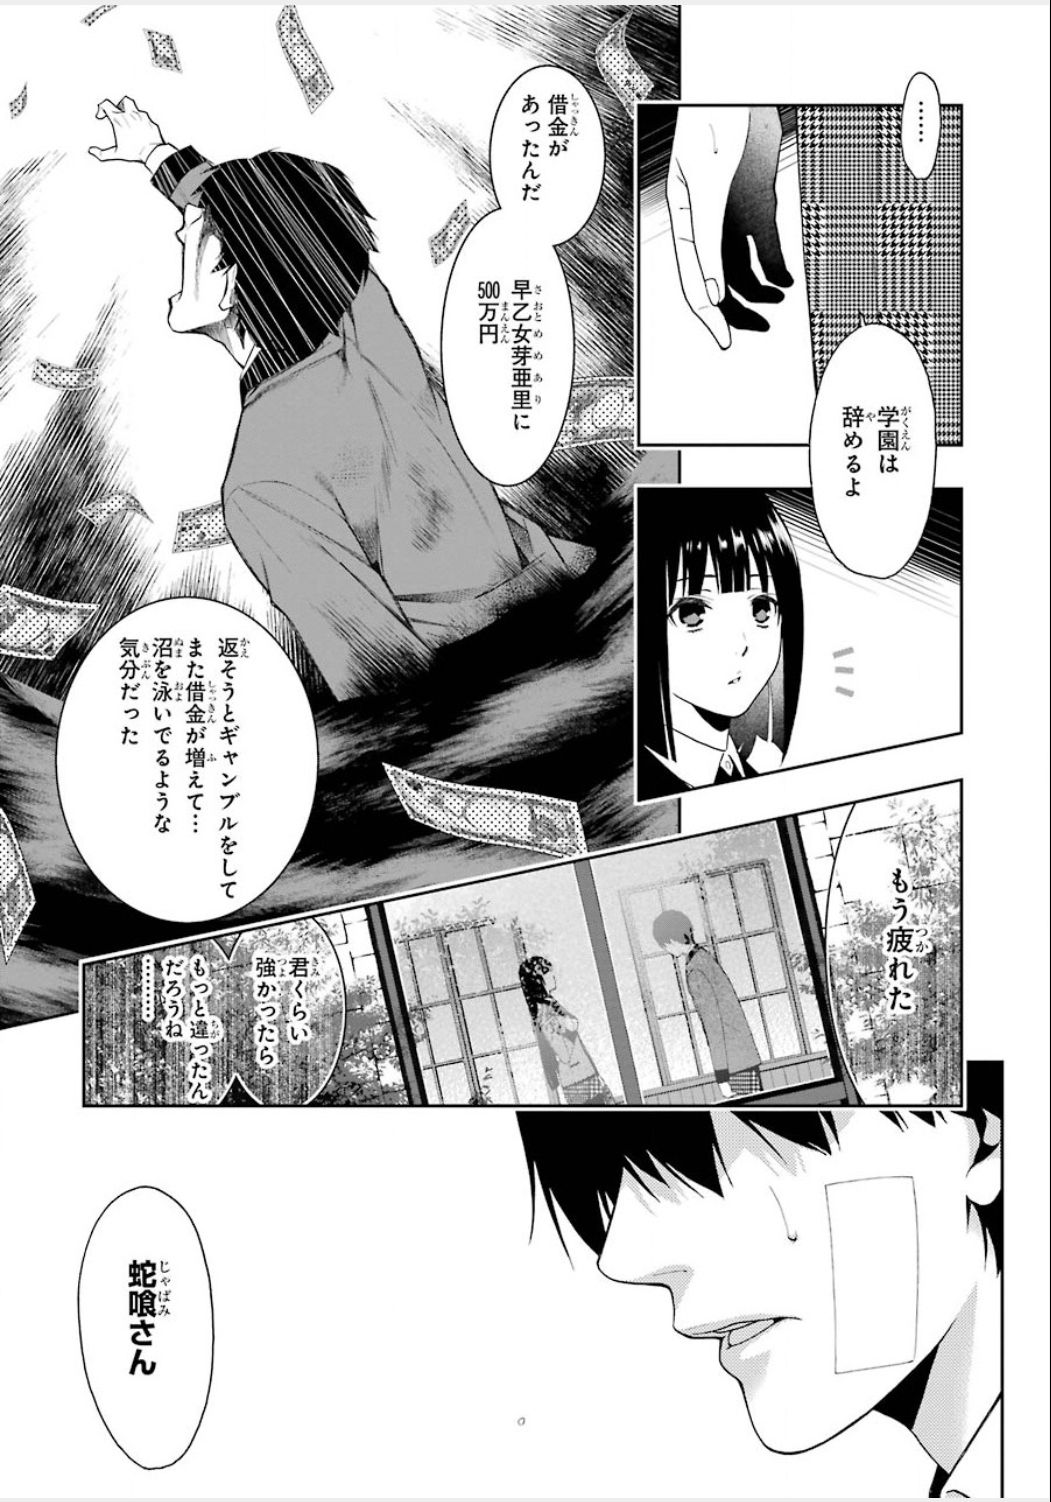 ……
学園は
辞めるよ
借金が
あったんだ
早乙女芽亜里に
500万円
返そうとギャンブルをして
また借金が増えて…
沼を泳いでるような
気分だった
もう疲れた
君くらい
強かったら
もっと違ったん
だろうね
………
蛇喰さん